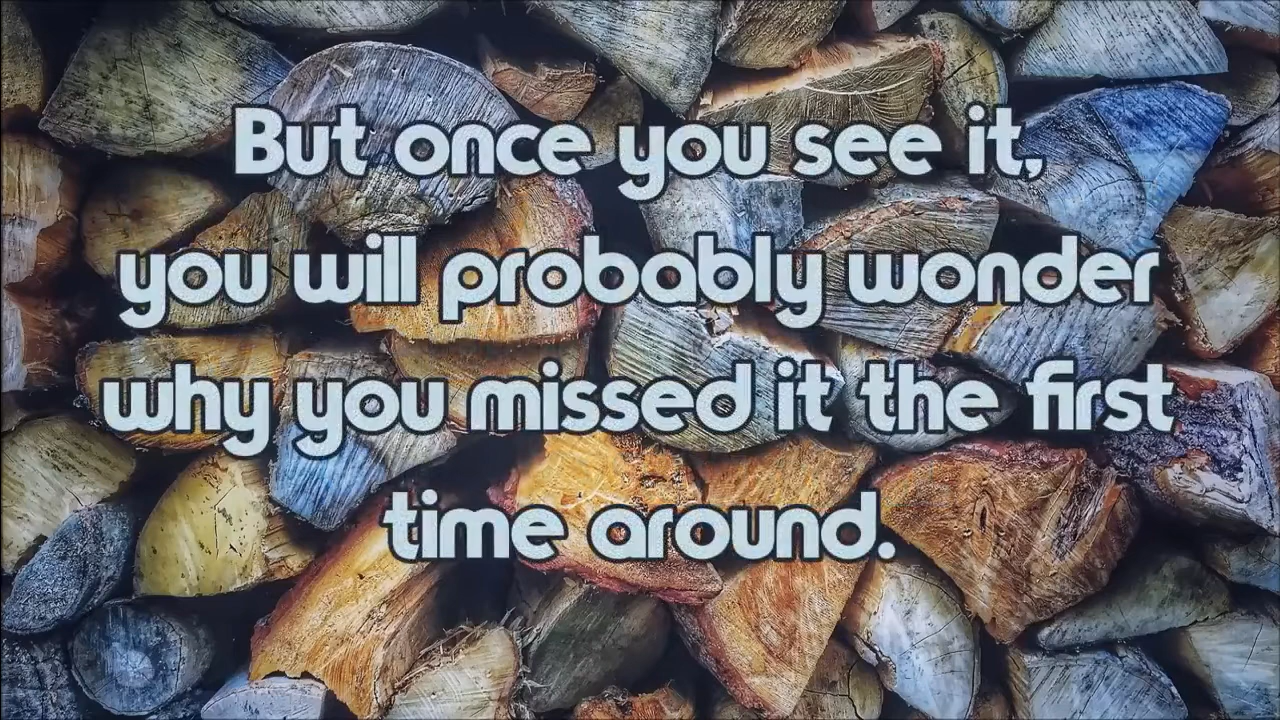 But once you see it,
you will probably wonder
why you missed it the first
time around.